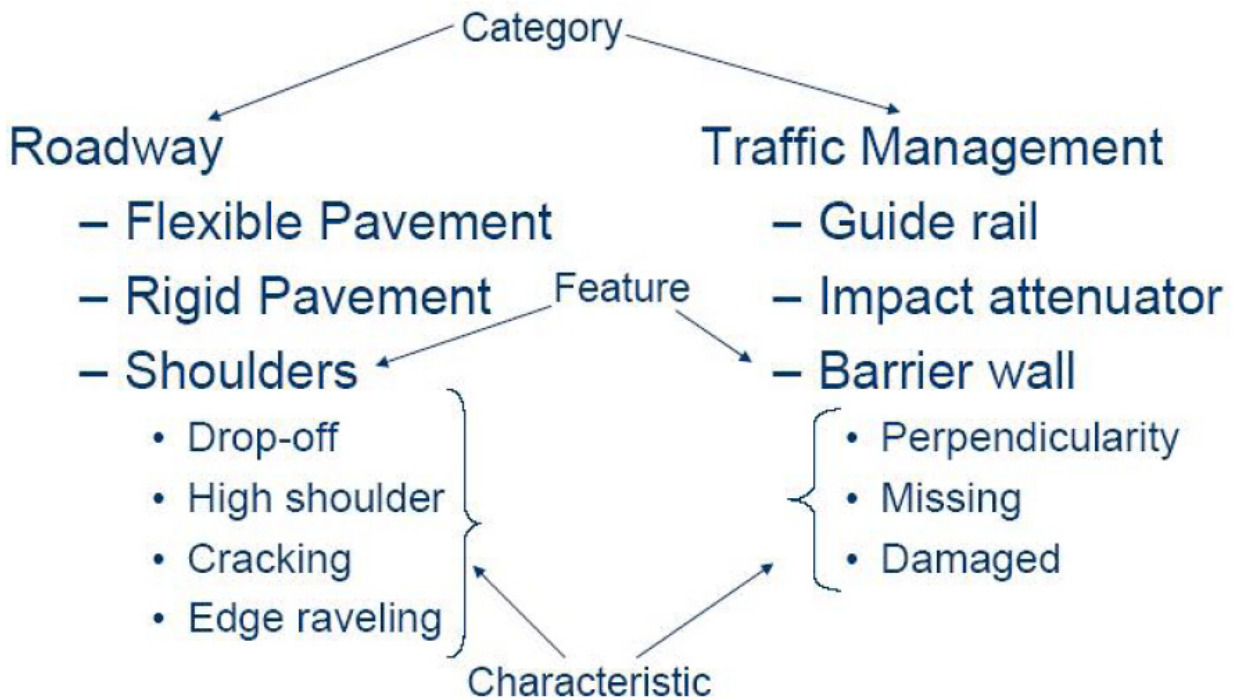 Category
Roadway
– Flexible Pavement
– Rigid Pavement
– Shoulders
• Drop-off
• High shoulder
• Cracking
• Edge raveling
Feature
Traffic Management
– Guide rail
– Impact attenuator
– Barrier wall
• Perpendicularity
• Missing
• Damaged
Characteristic